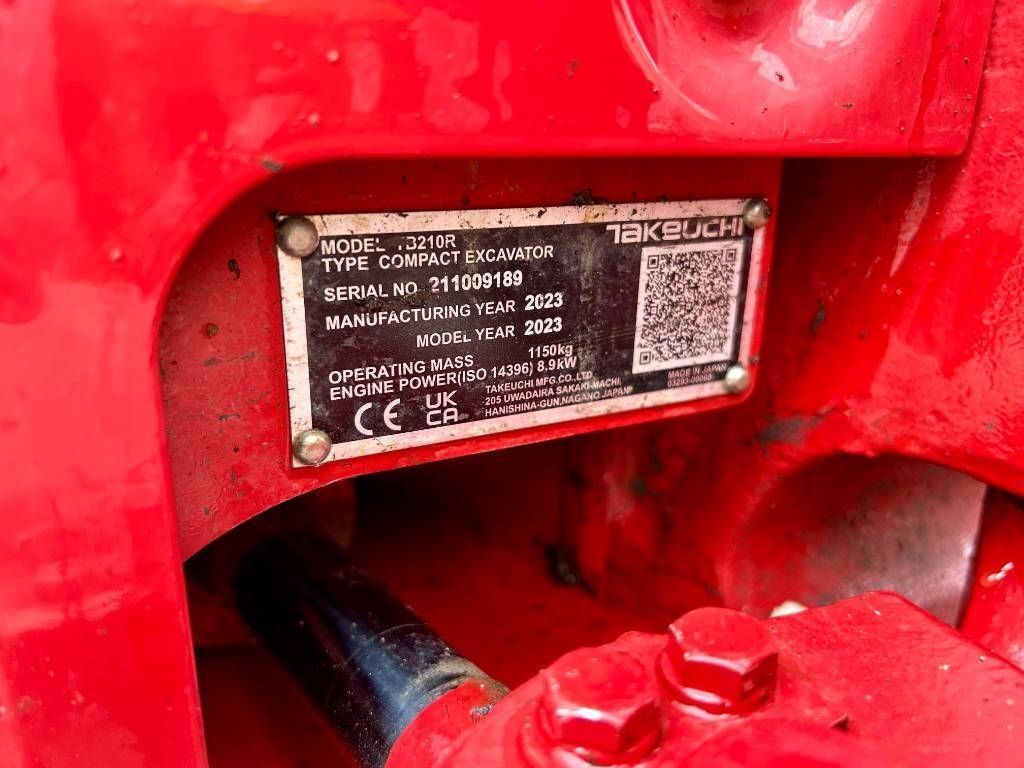 TAKEUCHI
MODEL TB210R
TYPE COMPACT EXCAVATOR
SERIAL NO. 211009189
MANUFACTURING YEAR 2023
MODEL YEAR 2023
OPERATING MASS 1150kg
ENGINE POWER(ISO 14396) 8.9kW
CE UK CA
TAKEUCHI MFG.CO.,LTD.
205 UWADAIRA SAKAKI-MACHI,
HANISHINA-GUN,NAGANO JAPAN
MADE IN JAPAN
03293-00060